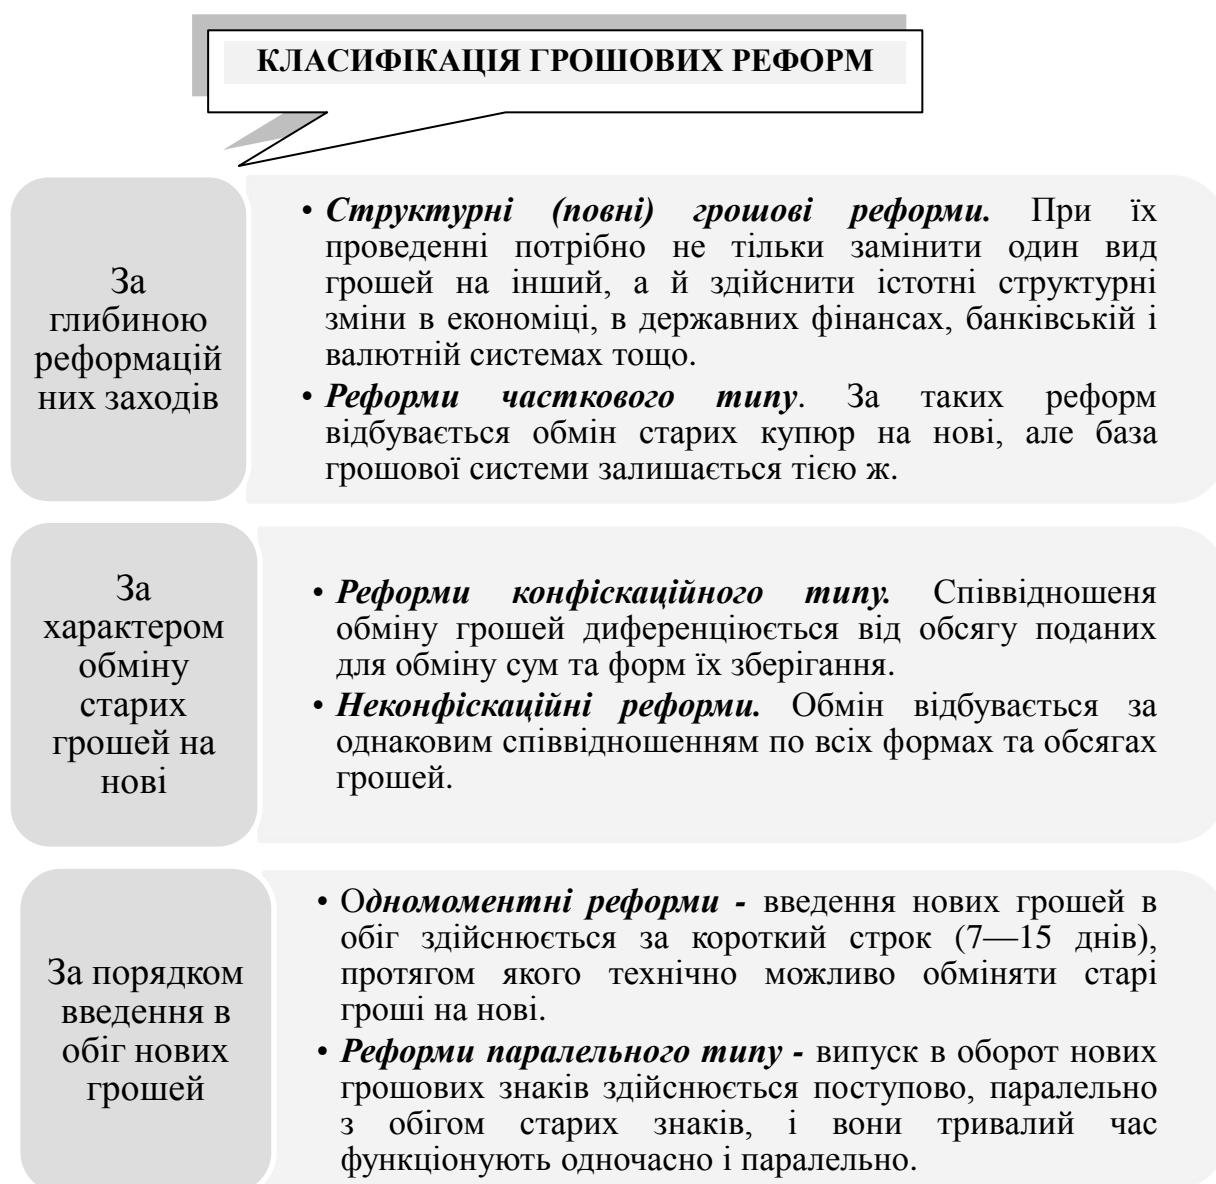 КЛАСИФІКАЦІЯ ГРОШОВИХ РЕФОРМ
За
глибиною
реформацій
них заходів
• Структурні (повні) грошові реформи. При їх
проведенні потрібно не тільки замінити один вид
грошей на інший, а й здійснити істотні структурні
зміни в економіці, в державних фінансах, банківській і
валютній системах тощо.
• Реформи часткового типу. За таких реформ
відбувається обмін старих купюр на нові, але база
грошової системи залишається тією ж.
За
характером
обміну
старих
грошей на
нові
• Реформи конфіскаційного типу. Співвідношеня
обміну грошей диференціюється від обсягу поданих
для обміну сум та форм їх зберігання.
• Неконфіскаційні реформи. Обмін відбувається за
однаковим співвідношенням по всіх формах та обсягах
грошей.
За порядком
введення в
обіг нових
грошей
• Одномоментні реформи - введення нових грошей в
обіг здійснюється за короткий строк (7—15 днів),
протягом якого технічно можливо обміняти старі
гроші на нові.
• Реформи паралельного типу - випуск в оборот нових
грошових знаків здійснюється поступово, паралельно
з обігом старих знаків, і вони тривалий час
функціонують одночасно і паралельно.